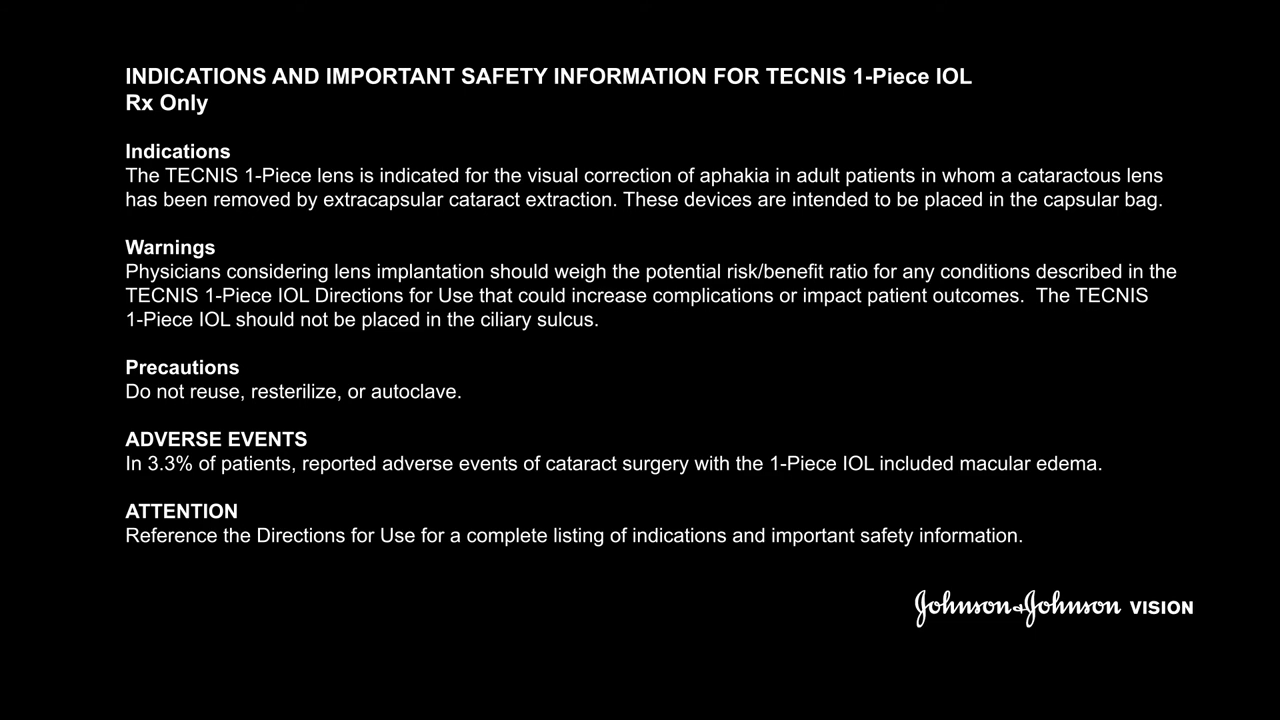 INDICATIONS AND IMPORTANT SAFETY INFORMATION FOR TECNIS 1-Piece IOL
Rx Only
Indications
The TECNIS 1-Piece lens is indicated for the visual correction of aphakia in adult patients in whom a cataractous lens
has been removed by extracapsular cataract extraction. These devices are intended to be placed in the capsular bag.
Warnings
Physicians considering lens implantation should weigh the potential risk/benefit ratio for any conditions described in the
TECNIS 1-Piece IOL Directions for Use that could increase complications or impact patient outcomes.  The TECNIS
1-Piece IOL should not be placed in the ciliary sulcus.
Precautions
Do not reuse, resterilize, or autoclave.
ADVERSE EVENTS
In 3.3% of patients, reported adverse events of cataract surgery with the 1-Piece IOL included macular edema.
ATTENTION
Reference the Directions for Use for a complete listing of indications and important safety information.
Johnson & Johnson VISION